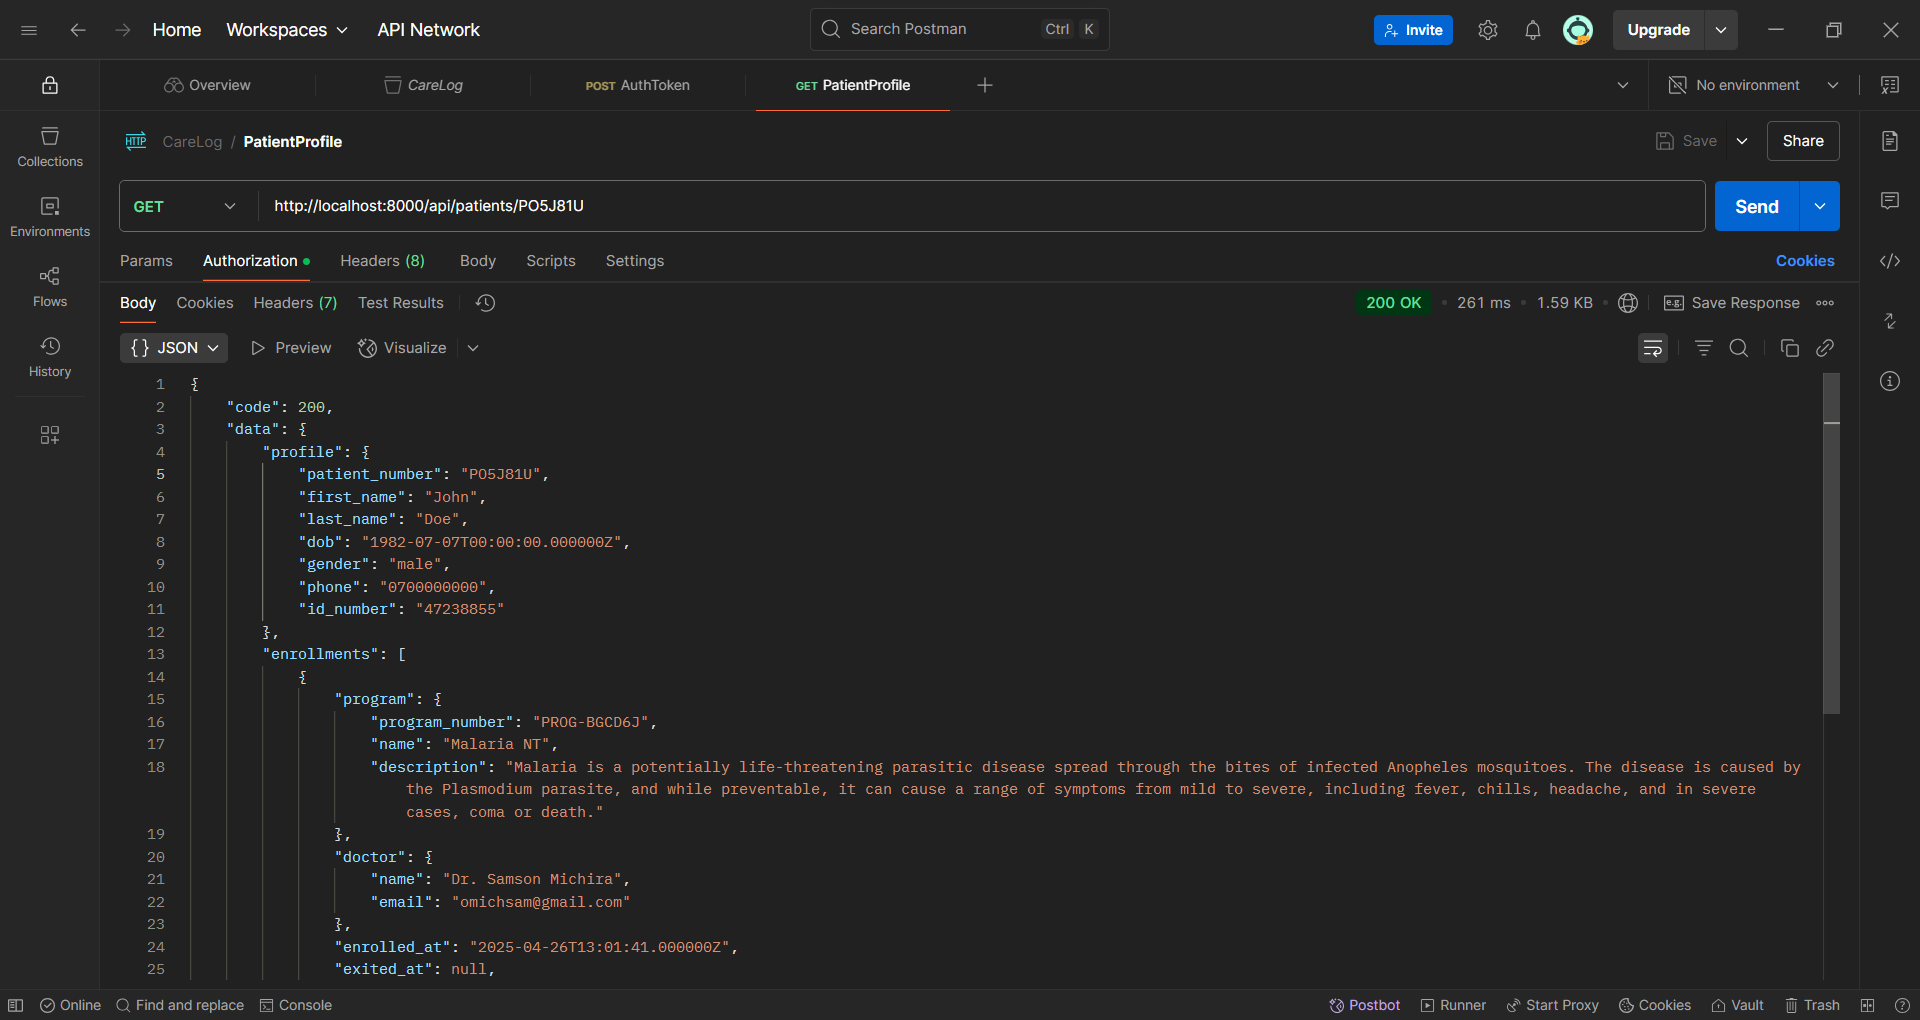 Home Workspaces API Network Search Postman Ctrl K Invite Upgrade
Overview CareLog POST AuthToken GET PatientProfile No environment
HTTP CareLog / PatientProfile Save Share
Collections
Environments
Flows
History
GET http://localhost:8000/api/patients/PO5J81U Send
Params Authorization Headers (8) Body Scripts Settings Cookies
Body Cookies Headers (7) Test Results 200 OK 261 ms 1.59 KB e.g. Save Response
{} JSON Preview Visualize
1 {
2 "code": 200,
3 "data": {
4 "profile": {
5 "patient_number": "PO5J81U",
6 "first_name": "John",
7 "last_name": "Doe",
8 "dob": "1982-07-07T00:00:00.000000Z",
9 "gender": "male",
10 "phone": "0700000000",
11 "id_number": "47238855"
12 },
13 "enrollments": [
14 {
15 "program": {
16 "program_number": "PROG-BGCD6J",
17 "name": "Malaria NT",
18 "description": "Malaria is a potentially life-threatening parasitic disease spread through the bites of infected Anopheles mosquitoes. The disease is caused by
the Plasmodium parasite, and while preventable, it can cause a range of symptoms from mild to severe, including fever, chills, headache, and in severe
cases, coma or death."
19 },
20 "doctor": {
21 "name": "Dr. Samson Michira",
22 "email": "omichsam@gmail.com"
23 },
24 "enrolled_at": "2025-04-26T13:01:41.000000Z",
25 "exited_at": null,
Online Find and replace Console Postbot Runner Start Proxy Cookies Vault Trash